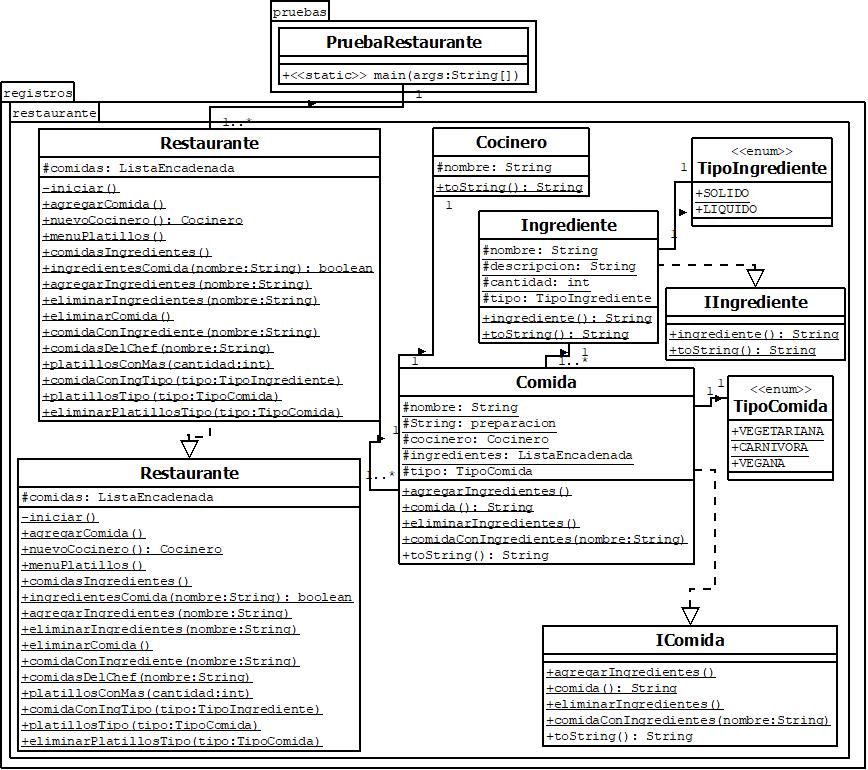 pruebas
PruebaRestaurante
+<<static>> main(args:String[])
1
registros
restaurante
1..*
Restaurante
#comidas: ListaEncadenada
-iniciar()
+agregarComida()
+nuevoCocinero(): Cocinero
+menuPlatillos()
+comidasIngredientes()
+ingredientesComida(nombre:String): boolean
+agregarIngredientes(nombre:String)
+eliminarIngredientes(nombre:String)
+eliminarComida()
+comidaConIngrediente(nombre:String)
+comidasDelChef(nombre:String)
+platillosConMas(cantidad:int)
+comidaConIngTipo(tipo:TipoIngrediente)
+platillosTipo(tipo:TipoComida)
+eliminarPlatillosTipo(tipo:TipoComida)
Cocinero
#nombre: String
+toString(): String
1
1
<<enum>>
TipoIngrediente
+SOLIDO
+LIQUIDO
1
1
Ingrediente
#nombre: String
#descripcion: String
#cantidad: int
#tipo: TipoIngrediente
+ingrediente(): String
+toString(): String
1
1..*
IIngrediente
+ingrediente(): String
+toString(): String
Comida
#nombre: String
#String: preparacion
#cocinero: Cocinero
#ingredientes: ListaEncadenada
#tipo: TipoComida
+agregarIngredientes()
+comida(): String
+eliminarIngredientes()
+comidaConIngredientes(nombre:String)
+toString(): String
1
1
<<enum>>
TipoComida
+VEGETARIANA
+CARNIVORA
+VEGANA
1
1..*
Restaurante
#comidas: ListaEncadenada
-iniciar()
+agregarComida()
+nuevoCocinero(): Cocinero
+menuPlatillos()
+comidasIngredientes()
+ingredientesComida(nombre:String): boolean
+agregarIngredientes(nombre:String)
+eliminarIngredientes(nombre:String)
+eliminarComida()
+comidaConIngrediente(nombre:String)
+comidasDelChef(nombre:String)
+platillosConMas(cantidad:int)
+comidaConIngTipo(tipo:TipoIngrediente)
+platillosTipo(tipo:TipoComida)
+eliminarPlatillosTipo(tipo:TipoComida)
IComida
+agregarIngredientes()
+comida(): String
+eliminarIngredientes()
+comidaConIngredientes(nombre:String)
+toString(): String